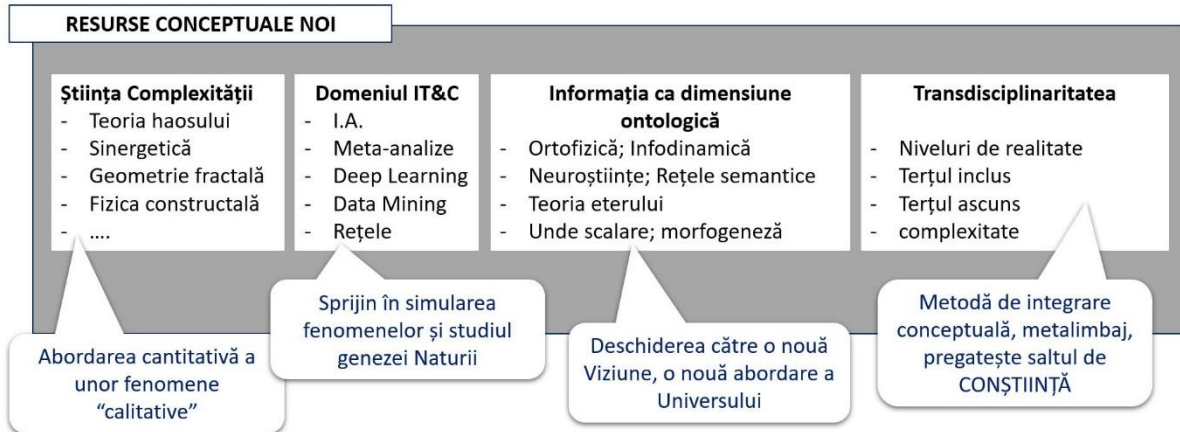 RESURSE CONCEPTUALE NOI
Știința Complexității
- Teoria haosului
- Sinergetică
- Geometrie fractală
- Fizica constructală
- ....
Domeniul IT&C
- I.A.
- Meta-analize
- Deep Learning
- Data Mining
- Rețele
Informația ca dimensiune
ontologică
- Ortofizică; Infodinamică
- Neuroștiințe; Rețele semantice
- Teoria eterului
- Unde scalare; morfogeneză
Transdisciplinaritatea
- Niveluri de realitate
- Terțul inclus
- Terțul ascuns
- complexitate
Abordarea cantitativă a
unor fenomene
“calitative”
Sprijin în simularea
fenomenelor și studiul
genezei Naturii
Deschiderea către o nouă
Viziune, o nouă abordare a
Universului
Metodă de integrare
conceptuală, metalimbaj,
pregatește saltul de
CONȘTIINȚĂ